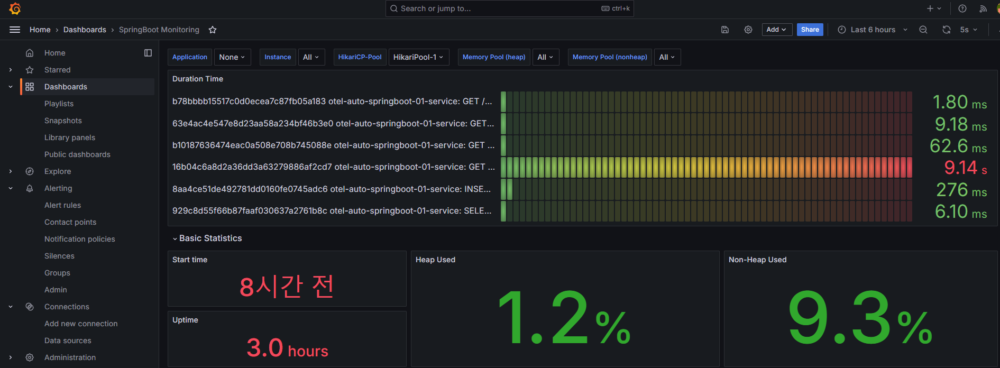 Search or jump to...
ctrl+k
Home › Dashboards › SpringBoot Monitoring
Add
Share
Last 6 hours
5s
Home
Starred
Dashboards
Playlists
Snapshots
Library panels
Public dashboards
Explore
Alerting
Alert rules
Contact points
Notification policies
Silences
Groups
Admin
Connections
Add new connection
Data sources
Administration
Application None Instance All HikariCP-Pool HikariPool-1 Memory Pool (heap) All Memory Pool (nonheap) All
Duration Time
b78bbbb15517c0d0ecea7c87fb05a183 otel-auto-springboot-01-service: GET /... 1.80 ms
63e4ac4e547e8d23aa58a234bf46b3e0 otel-auto-springboot-01-service: GET... 9.18 ms
b10187636474eac0a508e708b745088e otel-auto-springboot-01-service: GET ... 62.6 ms
16b04c6a8d2a36dd3a63279886af2cd7 otel-auto-springboot-01-service: GET ... 9.14 s
8aa4ce51de492781dd0160fe0745adc6 otel-auto-springboot-01-service: INSE... 276 ms
929c8d55f66b87faaf030637a2761b8c otel-auto-springboot-01-service: SELE... 6.10 ms
Basic Statistics
Start time
8시간 전
Uptime
3.0 hours
Heap Used
1.2%
Non-Heap Used
9.3%